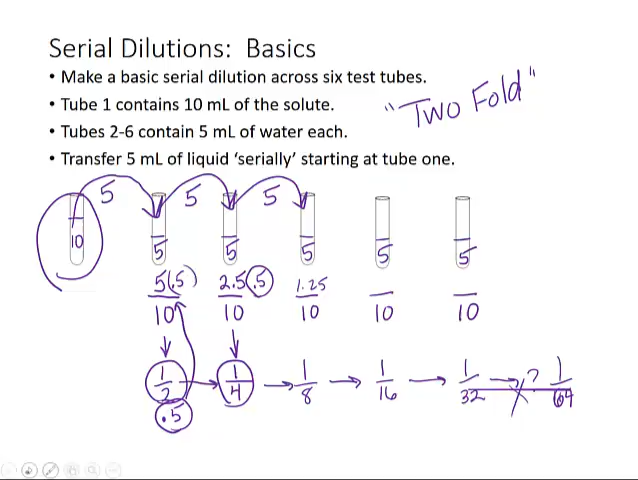 Serial Dilutions: Basics
• Make a basic serial dilution across six test tubes.
"Two Fold"
• Tube 1 contains 10 mL of the solute.
• Tubes 2-6 contain 5 mL of water each.
• Transfer 5 mL of liquid 'serially' starting at tube one.
5 5 5
10 5 5 5 5 5
5(.5)/10 2.5(.5)/10 1.25/10 /10 /10
1/2 → 1/4 → 1/8 → 1/16 → 1/32 → ? 1/64
.5